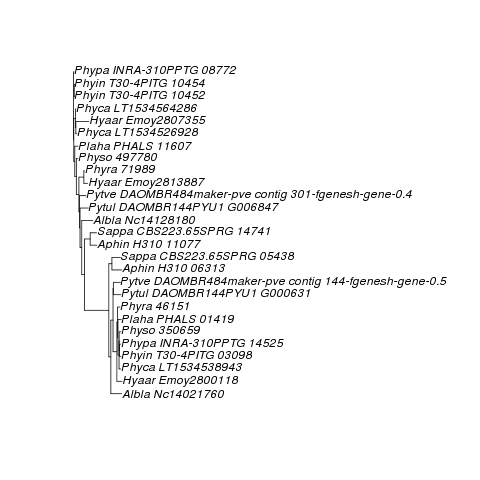 Phypa INRA-310PPTG 08772
Phyin T30-4PITG 10454
Phyin T30-4PITG 10452
Phyca LT1534564286
Hyaar Emoy2807355
Phyca LT1534526928
Plaha PHALS 11607
Physo 497780
Phyra 71989
Hyaar Emoy2813887
Pytve DAOMBR484maker-pve contig 301-fgenesh-gene-0.4
Pytul DAOMBR144PYU1 G006847
Albla Nc14128180
Sappa CBS223.65SPRG 14741
Aphin H310 11077
Sappa CBS223.65SPRG 05438
Aphin H310 06313
Pytve DAOMBR484maker-pve contig 144-fgenesh-gene-0.5
Pytul DAOMBR144PYU1 G000631
Phyra 46151
Plaha PHALS 01419
Physo 350659
Phypa INRA-310PPTG 14525
Phyin T30-4PITG 03098
Phyca LT1534538943
Hyaar Emoy2800118
Albla Nc14021760